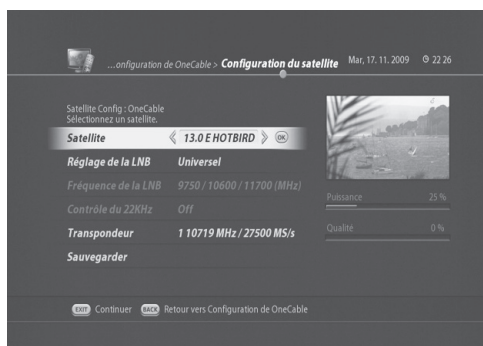 ...onfiguration de OneCable > Configuration du satellite Mar, 17. 11. 2009 22 26
Satellite Config : OneCable
Sélectionnez un satellite.
Satellite 13.0 E HOTBIRD OK
Réglage de la LNB Universel
Fréquence de la LNB 9750 / 10600 / 11700 (MHz)
Contrôle du 22KHz Off
Transpondeur 1 10719 MHz / 27500 MS/s
Sauvegarder
Puissance 25 %
Qualité 0 %
EXIT Continuer BACK Retour vers Configuration de OneCable